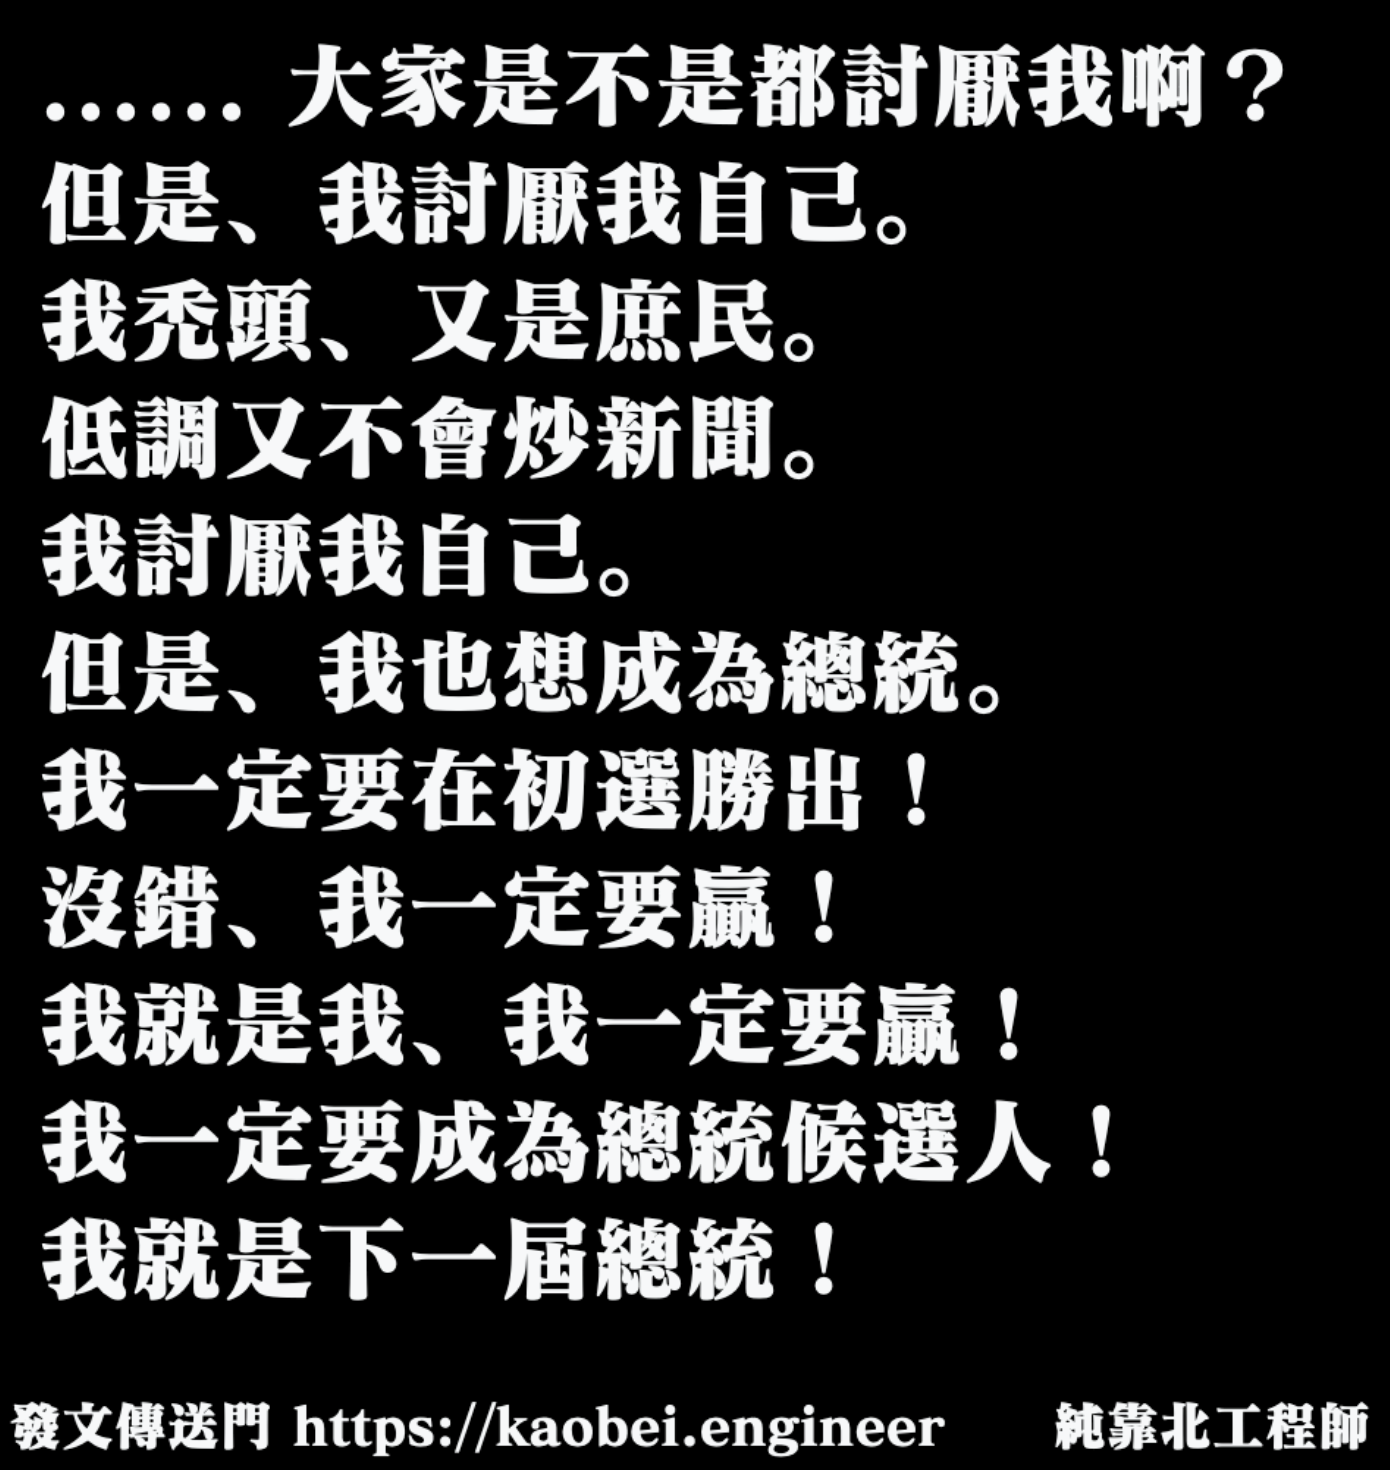 ...... 大家是不是都討厭我啊？
但是、我討厭我自己。
我禿頭、又是庶民。
低調又不會炒新聞。
我討厭我自己。
但是、我也想成為總統。
我一定要在初選勝出！
沒錯、我一定要贏！
我就是我、我一定要贏！
我一定要成為總統候選人！
我就是下一屆總統！
發文傳送門 https://kaobei.engineer 純靠北工程師